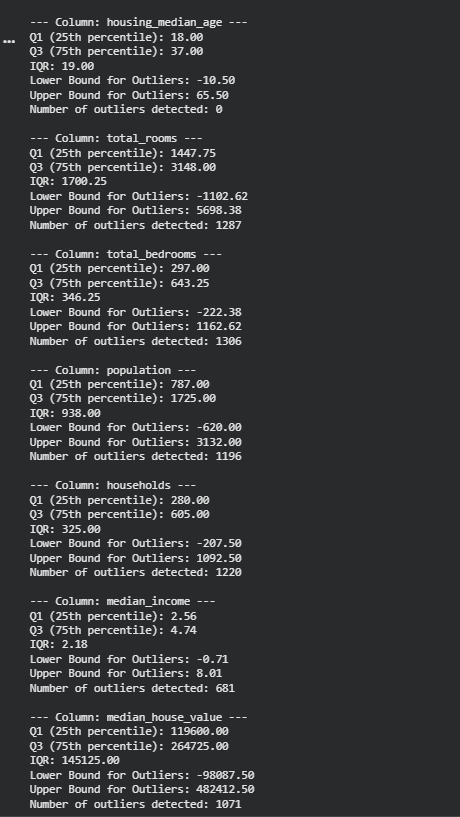 --- Column: housing_median_age ---
Q1 (25th percentile): 18.00
Q3 (75th percentile): 37.00
IQR: 19.00
Lower Bound for Outliers: -10.50
Upper Bound for Outliers: 65.50
Number of outliers detected: 0
--- Column: total_rooms ---
Q1 (25th percentile): 1447.75
Q3 (75th percentile): 3148.00
IQR: 1700.25
Lower Bound for Outliers: -1102.62
Upper Bound for Outliers: 5698.38
Number of outliers detected: 1287
--- Column: total_bedrooms ---
Q1 (25th percentile): 297.00
Q3 (75th percentile): 643.25
IQR: 346.25
Lower Bound for Outliers: -222.38
Upper Bound for Outliers: 1162.62
Number of outliers detected: 1306
--- Column: population ---
Q1 (25th percentile): 787.00
Q3 (75th percentile): 1725.00
IQR: 938.00
Lower Bound for Outliers: -620.00
Upper Bound for Outliers: 3132.00
Number of outliers detected: 1196
--- Column: households ---
Q1 (25th percentile): 280.00
Q3 (75th percentile): 605.00
IQR: 325.00
Lower Bound for Outliers: -207.50
Upper Bound for Outliers: 1092.50
Number of outliers detected: 1220
--- Column: median_income ---
Q1 (25th percentile): 2.56
Q3 (75th percentile): 4.74
IQR: 2.18
Lower Bound for Outliers: -0.71
Upper Bound for Outliers: 8.01
Number of outliers detected: 681
--- Column: median_house_value ---
Q1 (25th percentile): 119600.00
Q3 (75th percentile): 264725.00
IQR: 145125.00
Lower Bound for Outliers: -98087.50
Upper Bound for Outliers: 482412.50
Number of outliers detected: 1071